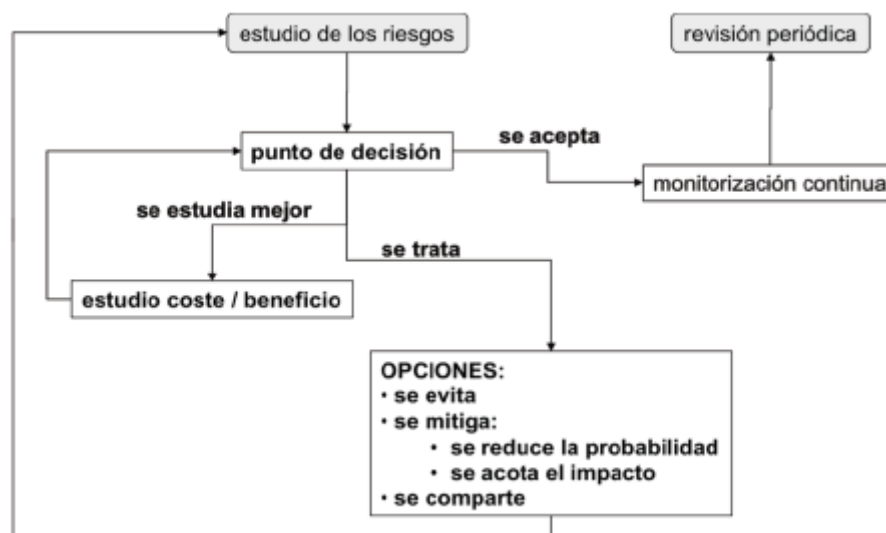 estudio de los riesgos
revisión periódica
punto de decisión
se acepta
monitorización continua
se estudia mejor
se trata
estudio coste / beneficio
OPCIONES:
• se evita
• se mitiga:
• se reduce la probabilidad
• se acota el impacto
• se comparte